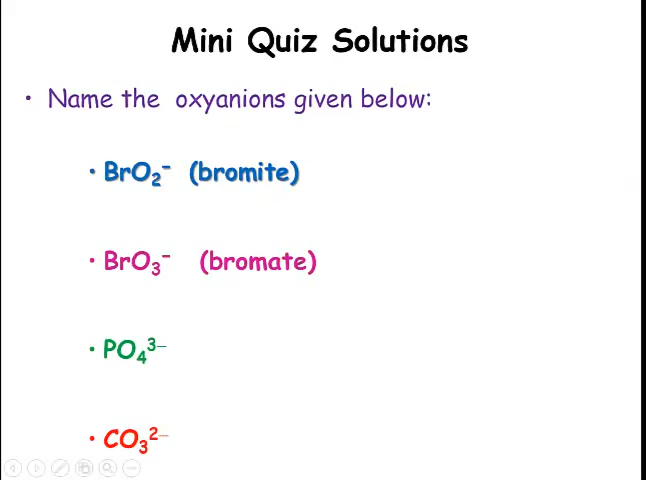 Mini Quiz Solutions
• Name the oxyanions given below:
• BrO₂⁻ (bromite)
• BrO₃⁻ (bromate)
• PO₄³⁻
• CO₃²⁻